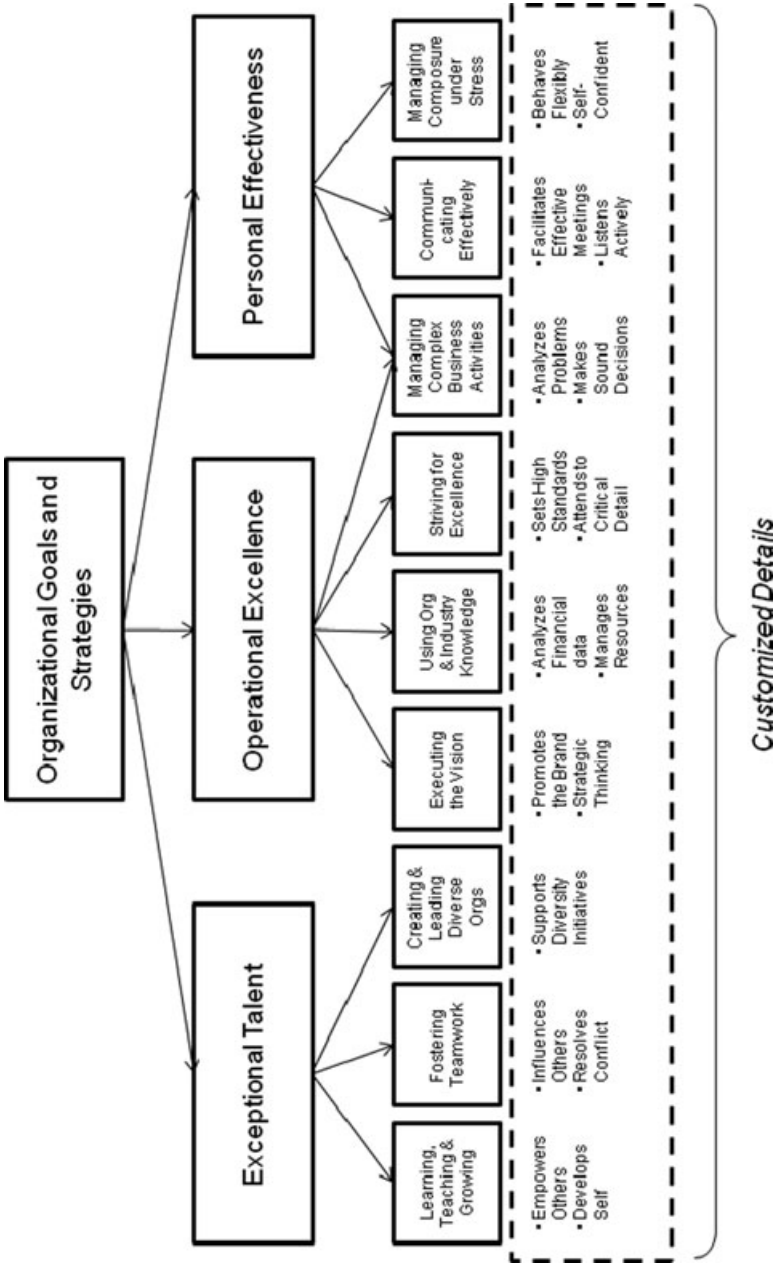 Organizational Goals and
Strategies
Exceptional Talent
Operational Excellence
Personal Effectiveness
Learning,
Teaching &
Growing
Fostering
Teamwork
Creating &
Leading
Diverse
Orgs
Executing
the Vision
Using Org
& Industry
Knowledge
Striving for
Excellence
Managing
Complex
Business
Activities
Communi-
cating
Effectively
Managing
Composure
under
Stress
▪ Empowers
Others
▪ Develops
Self
▪ Influences
Others
▪ Resolves
Conflict
▪ Supports
Diversity
Initiatives
▪ Promotes
the Brand
▪ Strategic
Thinking
▪ Analyzes
Financial
data
▪ Manages
Resources
▪ Sets High
Standards
▪ Attends to
Critical
Detail
▪ Analyzes
Problems
▪ Makes
Sound
Decisions
▪ Facilitates
Effective
Meetings
▪ Listens
Actively
▪ Behaves
Flexibly
▪ Self-
Confident
Customized Details